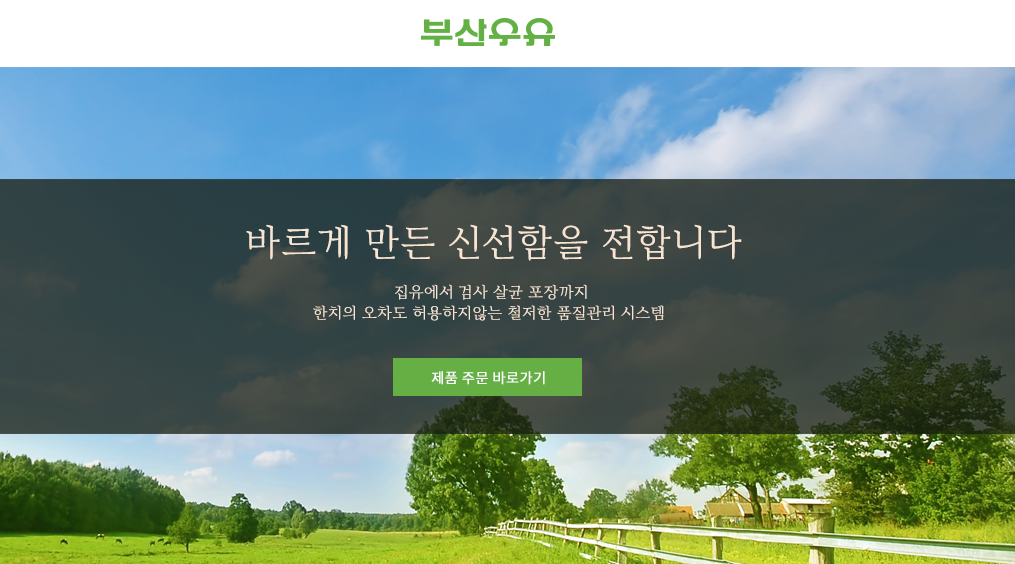 부산우유
바르게 만든 신선함을 전합니다
집유에서 검사 살균 포장까지
한치의 오차도 허용하지않는 철저한 품질관리 시스템
제품 주문 바로가기